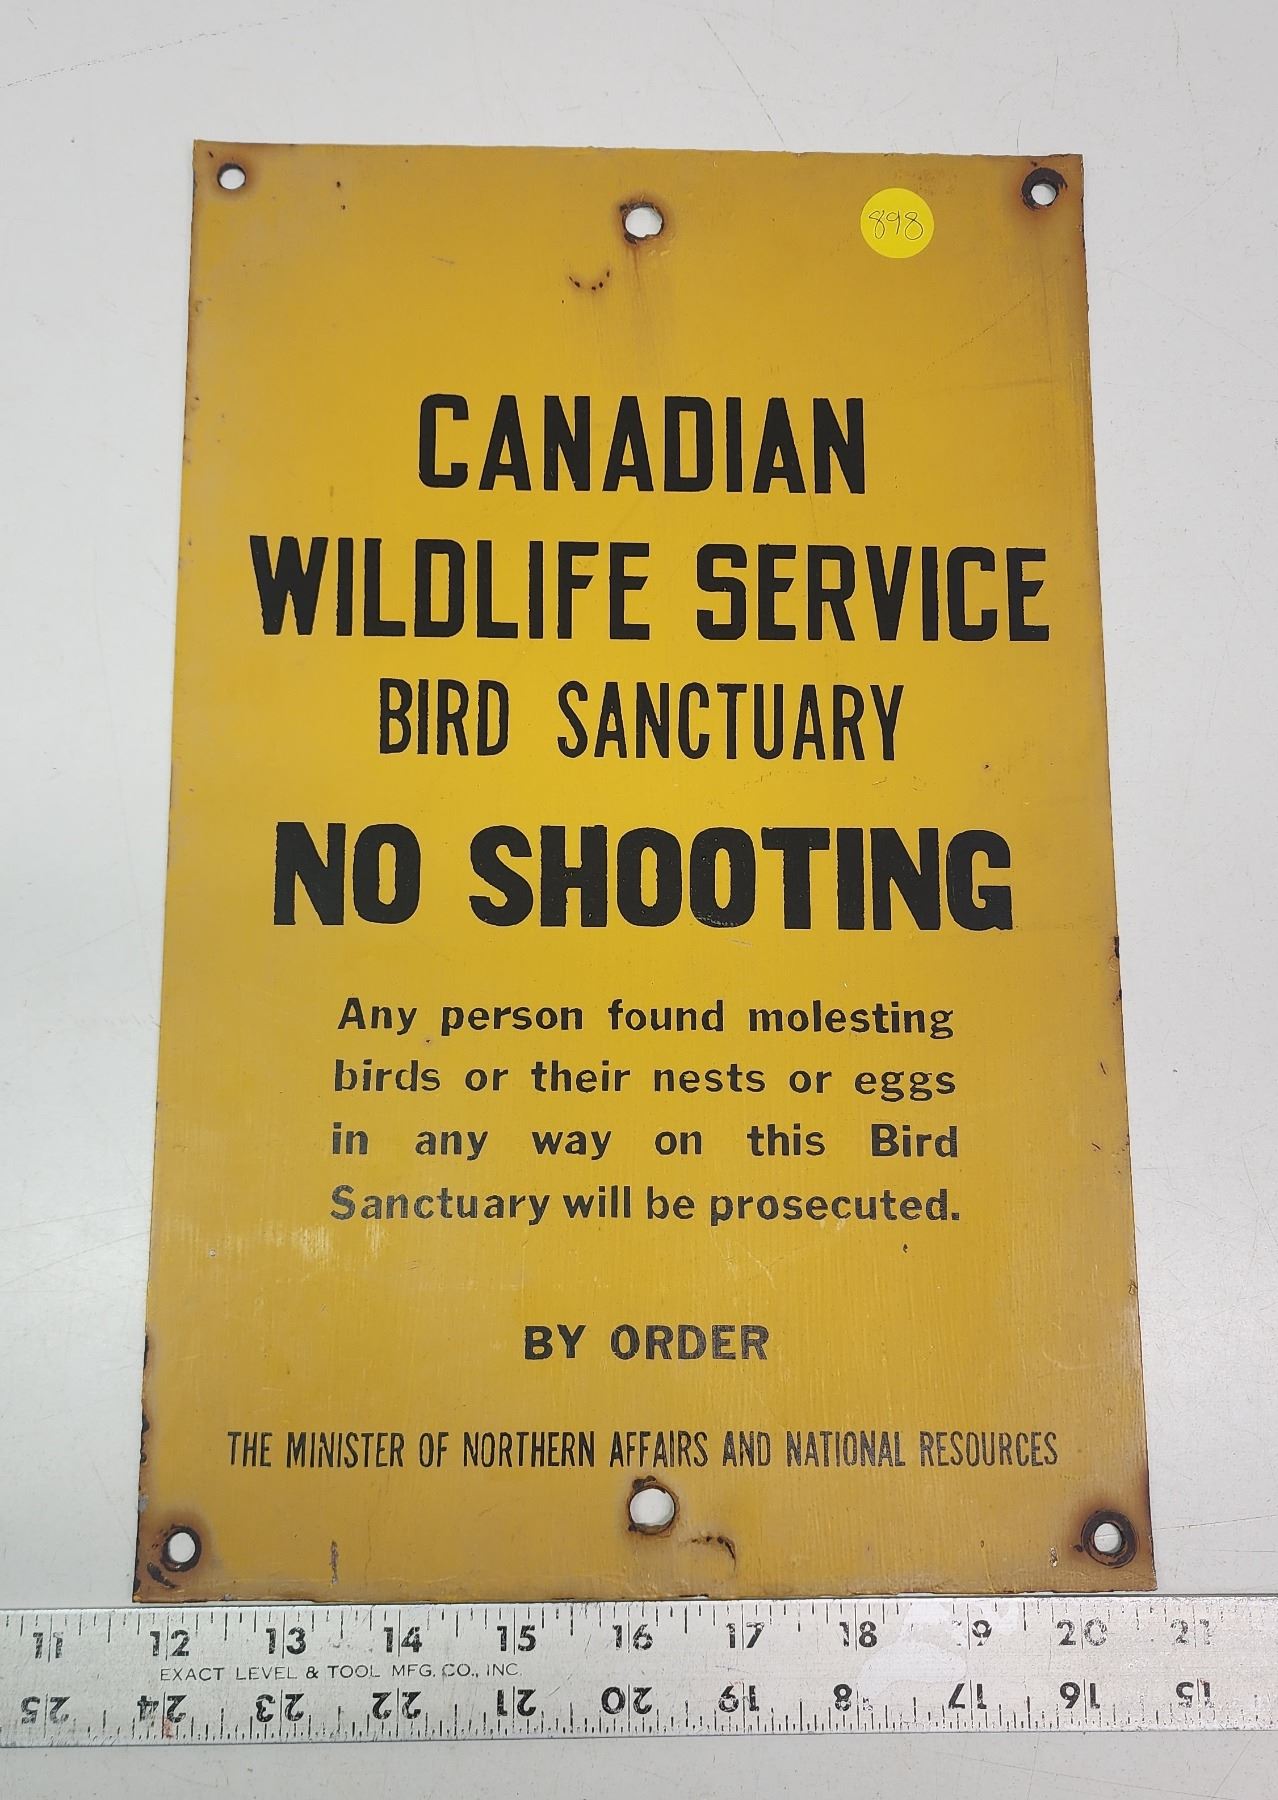 898
CANADIAN
WILDLIFE SERVICE
BIRD SANCTUARY
NO SHOOTING
Any person found molesting
birds or their nests or eggs
in any way on this Bird
Sanctuary will be prosecuted.
BY ORDER
THE MINISTER OF NORTHERN AFFAIRS AND NATIONAL RESOURCES
11 12 13 14 15 16 17 18 19 20 21
EXACT LEVEL & TOOL MFG. CO., INC.
25 24 23 22 21 20 19 18 17 16 15